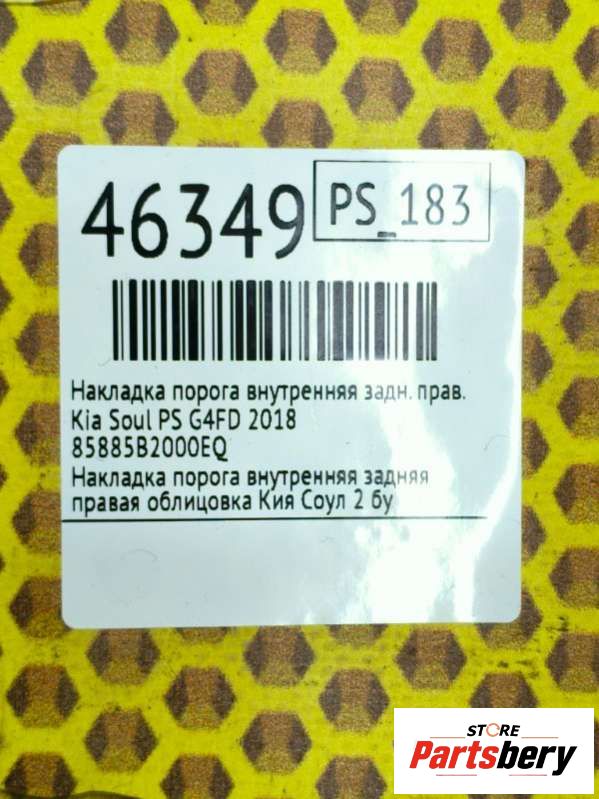 46349 PS_183
Накладка порога внутренняя задн. прав.
Kia Soul PS G4FD 2018
85885B2000EQ
Накладка порога внутренняя задняя
правая облицовка Кия Соул 2 бу
STORE
Partsbery